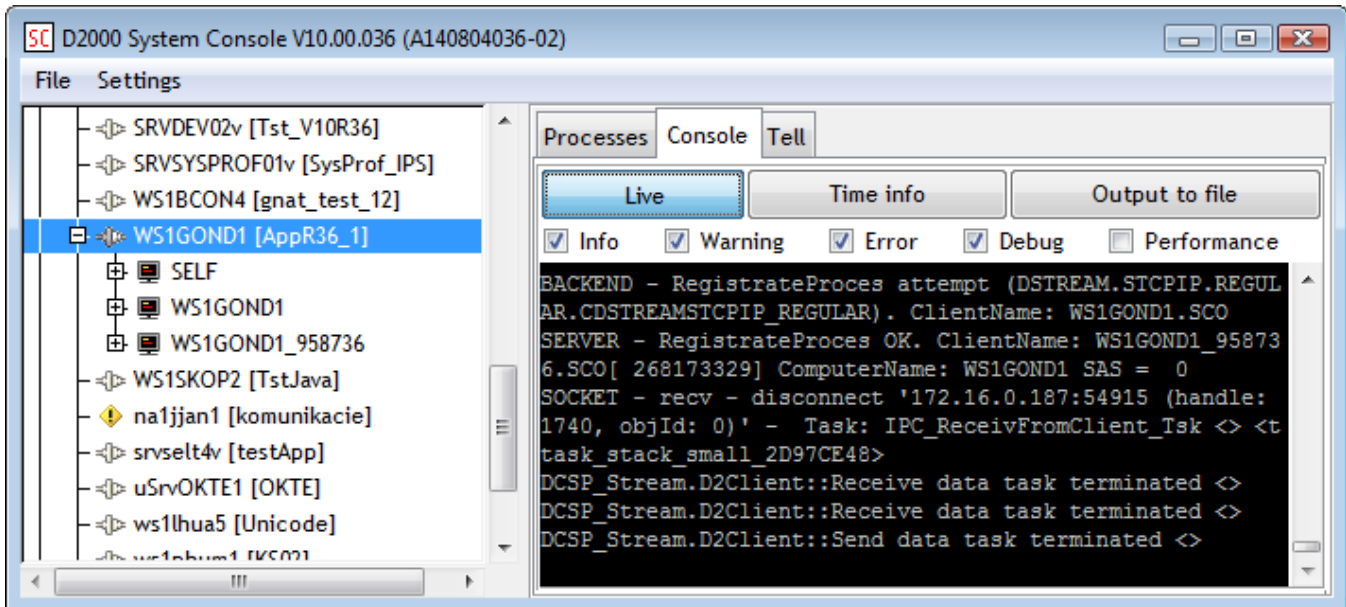 SC D2000 System Console V10.00.036 (A140804036-02)
File Settings
SRVDEV02v [Tst_V10R36]
SRVSYSPROF01v [SysProf_IPS]
WS1BCON4 [gnat_test_12]
WS1GOND1 [AppR36_1]
SELF
WS1GOND1
WS1GOND1_958736
WS1SKOP2 [TstJava]
na1jjan1 [komunikacie]
srvselt4v [testApp]
uSrvOKTE1 [OKTE]
ws1lhua5 [Unicode]
Processes Console Tell
Live Time info Output to file
Info Warning Error Debug Performance
BACKEND - RegistrateProces attempt (DSTREAM.STCPIP.REGUL
AR.CDSTREAMSTCPIP_REGULAR). ClientName: WS1GOND1.SCO
SERVER - RegistrateProces OK. ClientName: WS1GOND1_95873
6.SCO[ 268173329] ComputerName: WS1GOND1 SAS = 0
SOCKET - recv - disconnect '172.16.0.187:54915 (handle:
1740, objId: 0)' - Task: IPC_ReceivFromClient_Tsk <> <t
task_stack_small_2D97CE48>
DCSP_Stream.D2Client::Receive data task terminated <>
DCSP_Stream.D2Client::Receive data task terminated <>
DCSP_Stream.D2Client::Send data task terminated <>